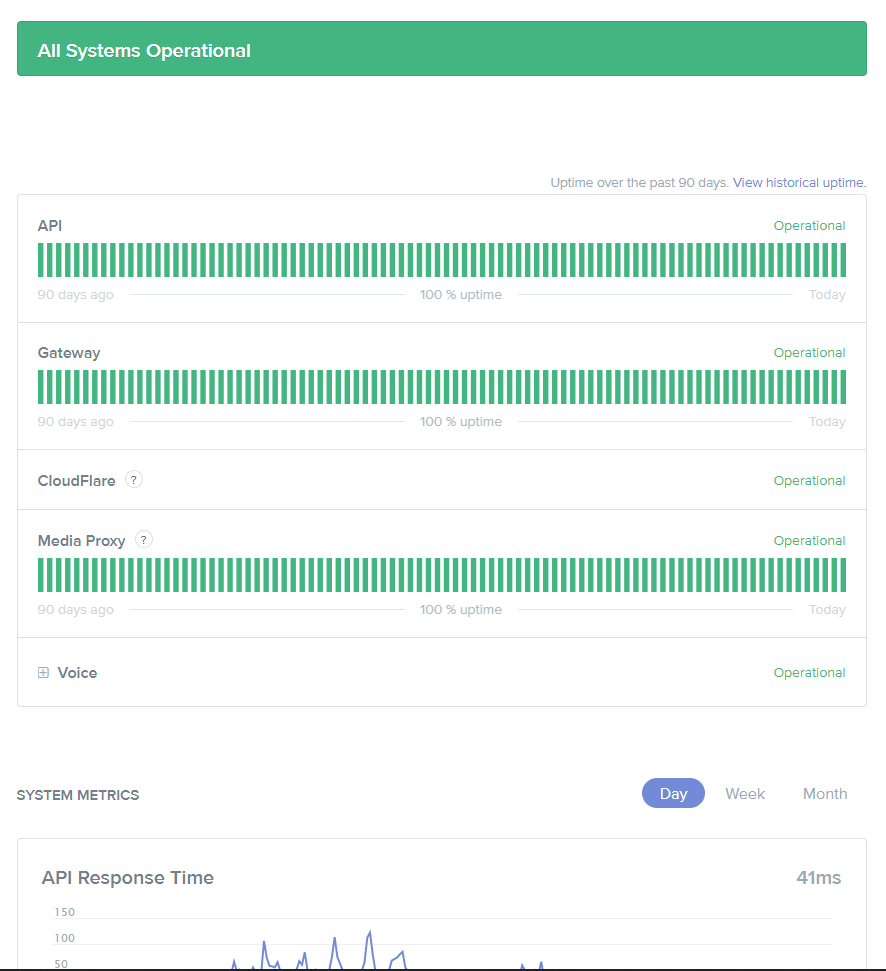 All Systems Operational
Uptime over the past 90 days. View historical uptime.
API Operational
90 days ago 100 % uptime Today
Gateway Operational
90 days ago 100 % uptime Today
CloudFlare ? Operational
Media Proxy ? Operational
90 days ago 100 % uptime Today
Voice Operational
SYSTEM METRICS Day Week Month
API Response Time 41ms
150
100
50